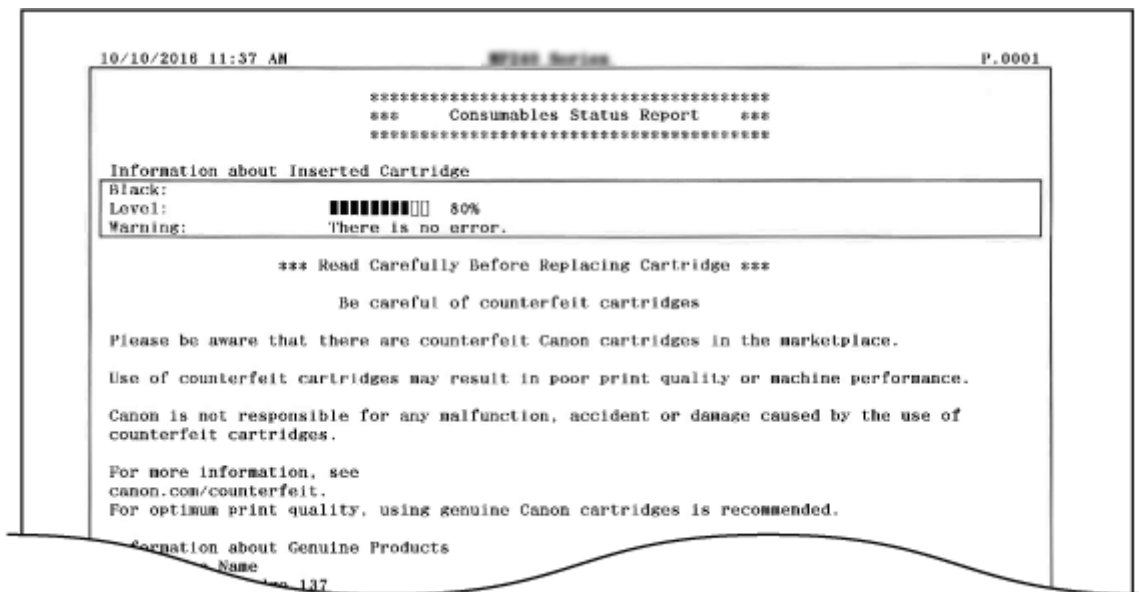 10/10/2016 11:37 AM P.0001
****************************************
*** Consumables Status Report ***
****************************************
Information about Inserted Cartridge
Black:
Level: ▮▮▮▮▮▮▮▮▯▯ 80%
Warning: There is no error.
*** Read Carefully Before Replacing Cartridge ***
Be careful of counterfeit cartridges
Please be aware that there are counterfeit Canon cartridges in the marketplace.
Use of counterfeit cartridges may result in poor print quality or machine performance.
Canon is not responsible for any malfunction, accident or damage caused by the use of
counterfeit cartridges.
For more information, see
canon.com/counterfeit.
For optimum print quality, using genuine Canon cartridges is recommended.
formation about Genuine Products
Name
137